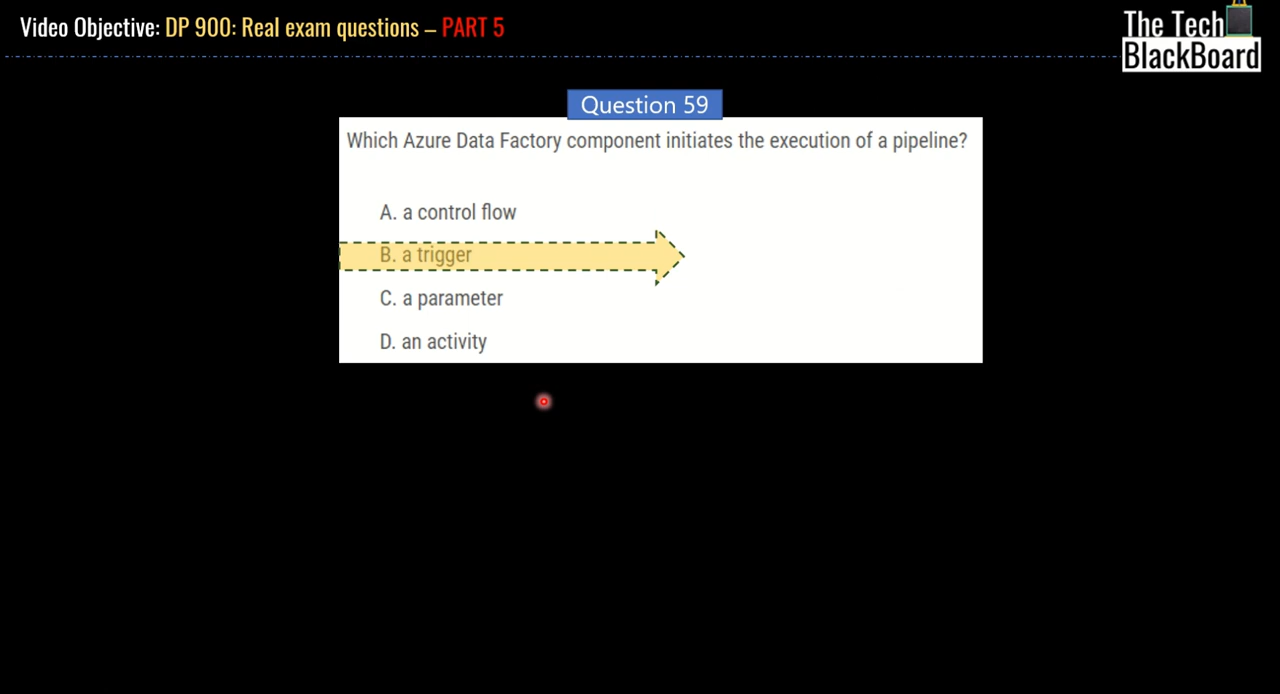 Video Objective: DP 900: Real exam questions – PART 5
The Tech
BlackBoard
Question 59
Which Azure Data Factory component initiates the execution of a pipeline?
A. a control flow
B. a trigger
C. a parameter
D. an activity